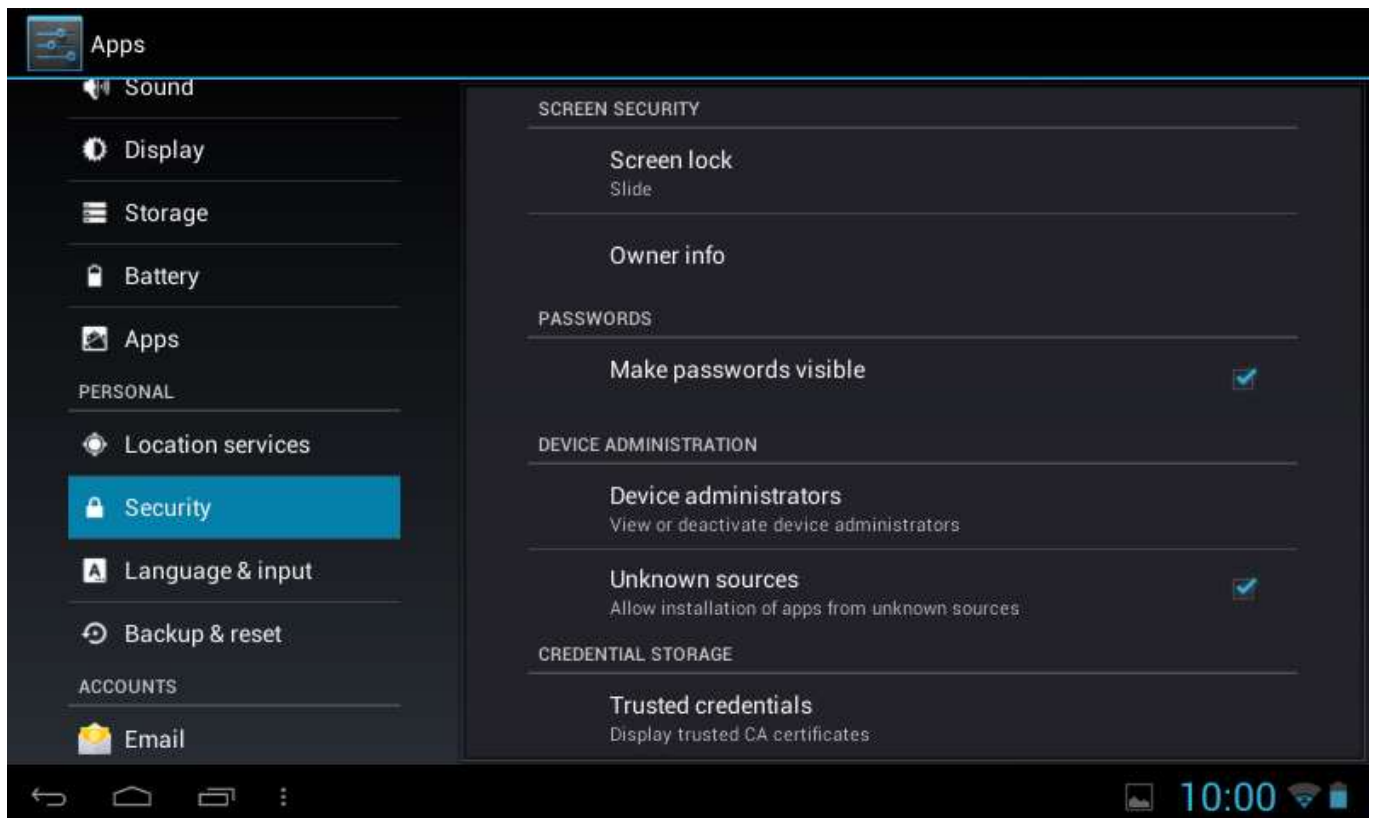 Apps
Sound
Display
Storage
Battery
Apps
PERSONAL
Location services
Security
Language & input
Backup & reset
ACCOUNTS
Email
SCREEN SECURITY
Screen lock
Slide
Owner info
PASSWORDS
Make passwords visible
DEVICE ADMINISTRATION
Device administrators
View or deactivate device administrators
Unknown sources
Allow installation of apps from unknown sources
CREDENTIAL STORAGE
Trusted credentials
Display trusted CA certificates
10:00